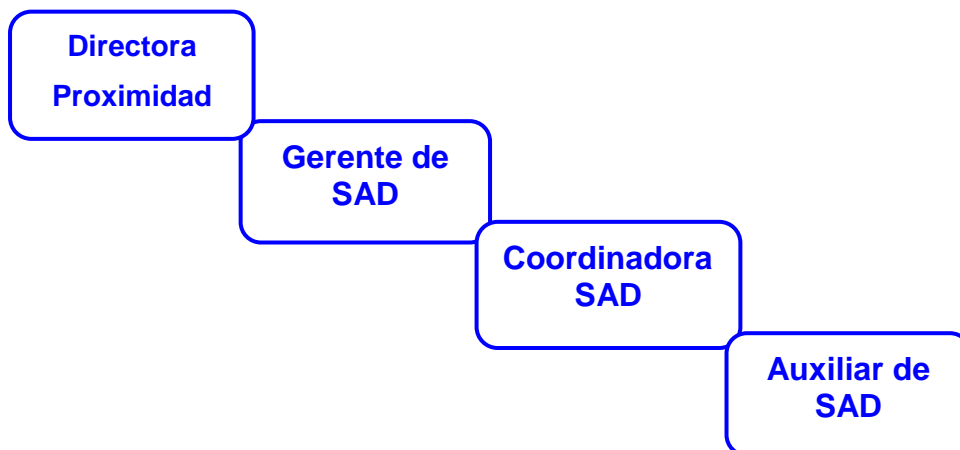 Directora
Proximidad
Gerente de
SAD
Coordinadora
SAD
Auxiliar de
SAD